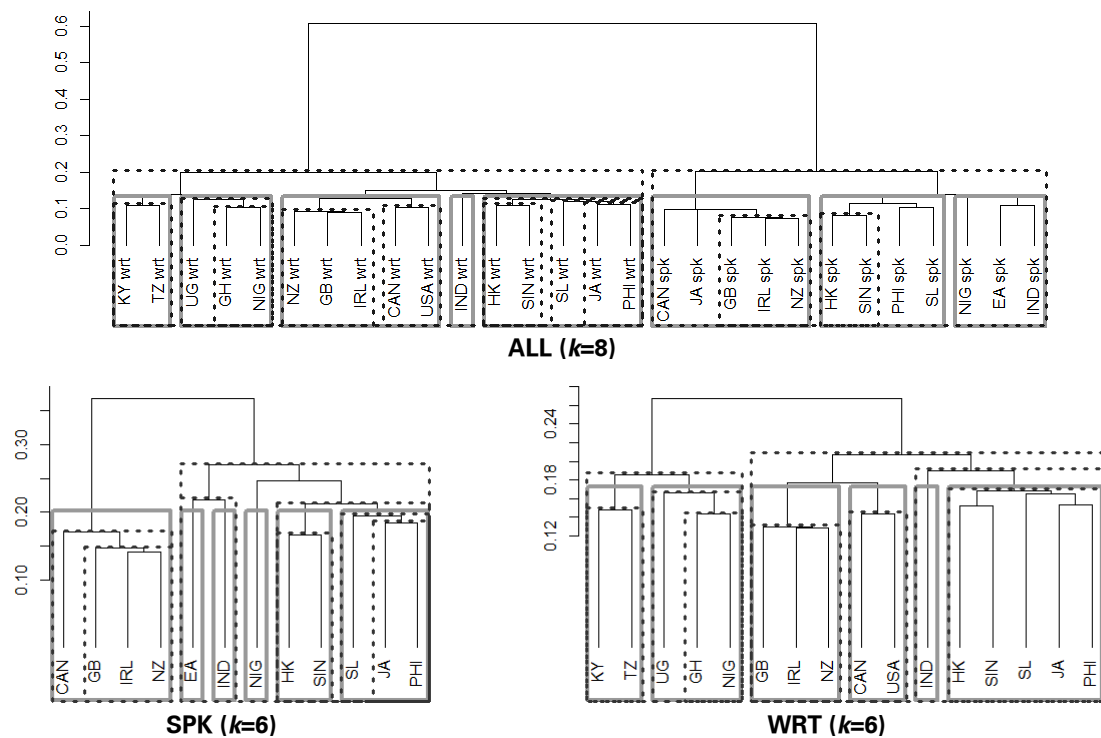 0.6
0.5
0.4
0.3
0.2
0.1
0.0
KY wrt
TZ wrt
UG wrt
GH wrt
NIG wrt
NZ wrt
GB wrt
IRL wrt
CAN wrt
USA wrt
IND wrt
HK wrt
SIN wrt
SL wrt
JA wrt
PHI wrt
CAN spk
JA spk
GB spk
IRL spk
NZ spk
HK spk
SIN spk
PHI spk
SL spk
NIG spk
EA spk
IND spk
ALL (k=8)
0.30
0.20
0.10
CAN
GB
IRL
NZ
EA
IND
NIG
HK
SIN
SL
JA
PHI
SPK (k=6)
0.24
0.18
0.12
KY
TZ
UG
GH
NIG
GB
IRL
NZ
CAN
USA
IND
HK
SIN
SL
JA
PHI
WRT (k=6)